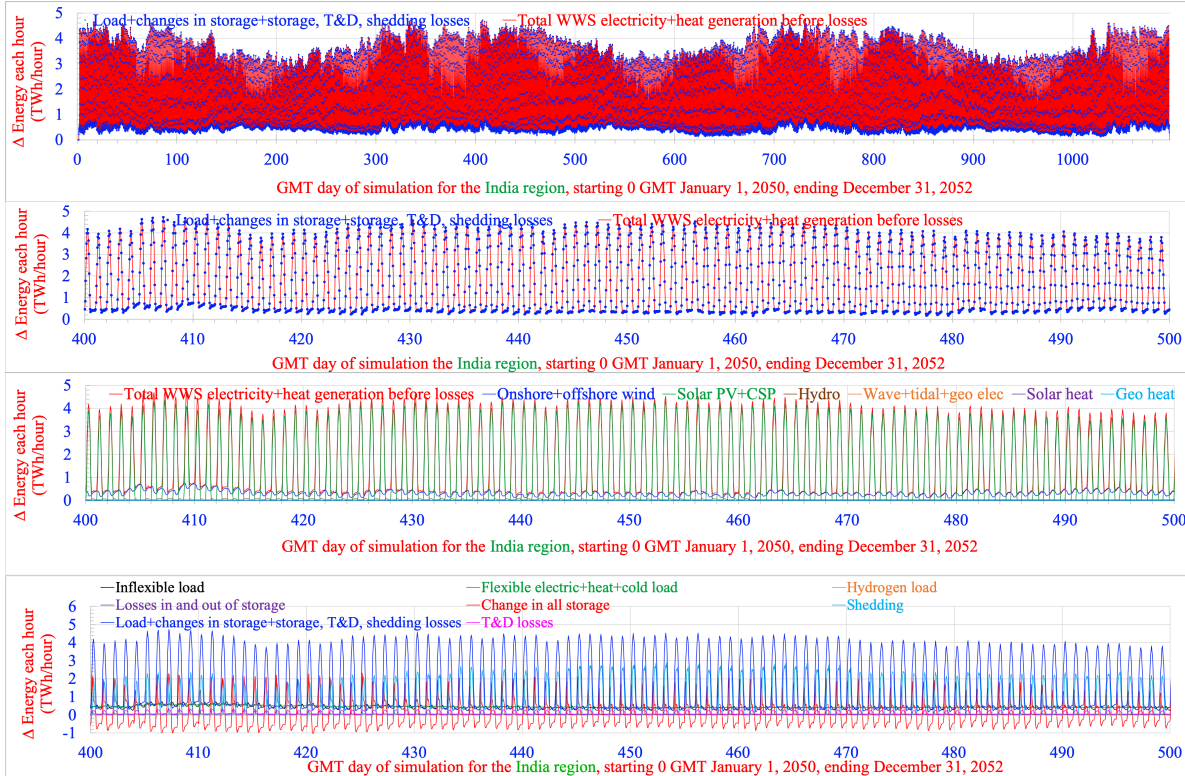 Load+changes in storage+storage, T&D, shedding losses —Total WWS electricity+heat generation before losses
Δ Energy each hour
(TWh/hour)
5
4
3
2
1
0
0 100 200 300 400 500 600 700 800 900 1000
GMT day of simulation for the India region, starting 0 GMT January 1, 2050, ending December 31, 2052
Load+changes in storage+storage, T&D, shedding losses —Total WWS electricity+heat generation before losses
Δ Energy each hour
(TWh/hour)
5
4
3
2
1
0
400 410 420 430 440 450 460 470 480 490 500
GMT day of simulation the India region, starting 0 GMT January 1, 2050, ending December 31, 2052
—Total WWS electricity+heat generation before losses —Onshore+offshore wind —Solar PV+CSP —Hydro —Wave+tidal+geo elec —Solar heat —Geo heat
Δ Energy each hour
(TWh/hour)
5
4
3
2
1
0
400 410 420 430 440 450 460 470 480 490 500
GMT day of simulation for the India region, starting 0 GMT January 1, 2050, ending December 31, 2052
—Inflexible load —Flexible electric+heat+cold load —Hydrogen load
—Losses in and out of storage —Change in all storage —Shedding
—Load+changes in storage+storage, T&D, shedding losses —T&D losses
Δ Energy each hour
(TWh/hour)
6
5
4
3
2
1
0
-1
400 410 420 430 440 450 460 470 480 490 500
GMT day of simulation for the India region, starting 0 GMT January 1, 2050, ending December 31, 2052